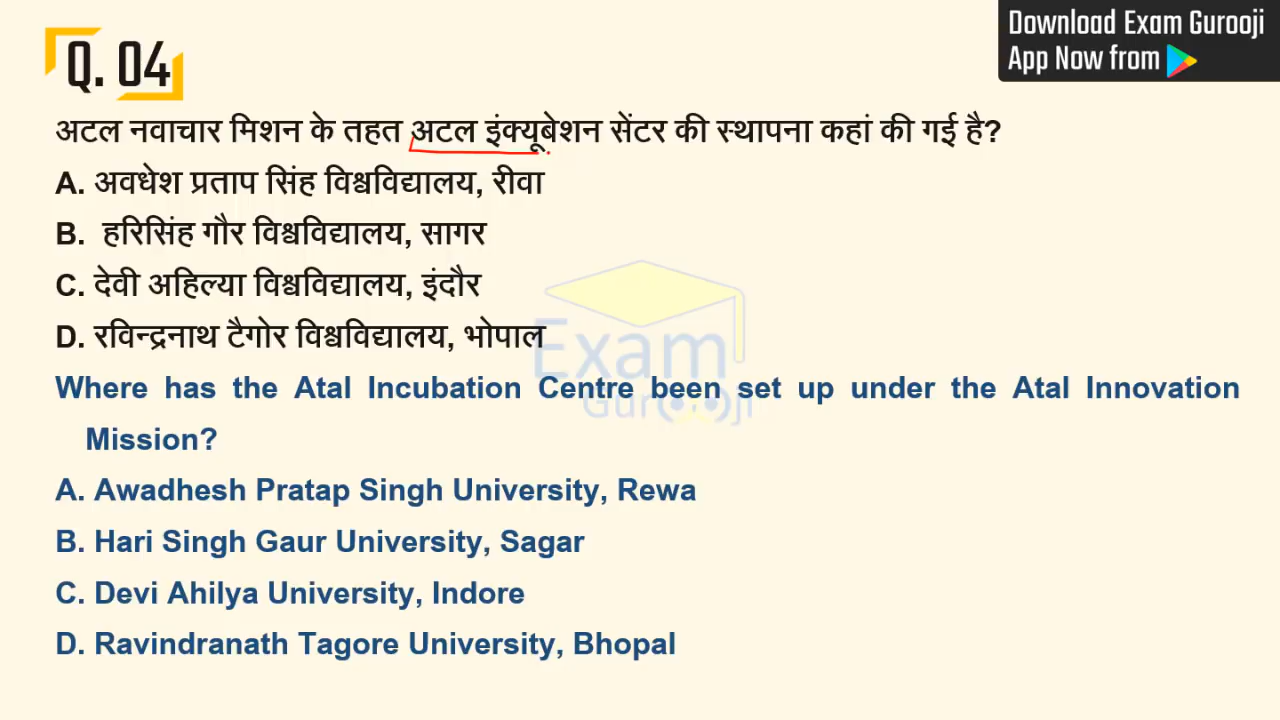 Download Exam Gurooji
App Now from
Q. 04
अटल नवाचार मिशन के तहत अटल इंक्यूबेशन सेंटर की स्थापना कहां की गई है?
A. अवधेश प्रताप सिंह विश्वविद्यालय, रीवा
B. हरिसिंह गौर विश्वविद्यालय, सागर
C. देवी अहिल्या विश्वविद्यालय, इंदौर
D. रविन्द्रनाथ टैगोर विश्वविद्यालय, भोपाल
Exam
Gurooji
Where has the Atal Incubation Centre been set up under the Atal Innovation
Mission?
A. Awadhesh Pratap Singh University, Rewa
B. Hari Singh Gaur University, Sagar
C. Devi Ahilya University, Indore
D. Ravindranath Tagore University, Bhopal